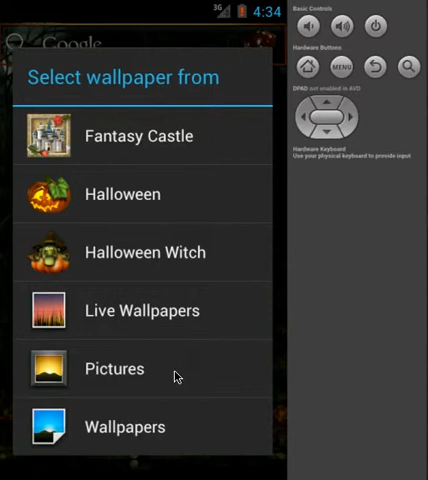 3G 4:34
Google
Select wallpaper from
Fantasy Castle
Halloween
Halloween Witch
Live Wallpapers
Pictures
Wallpapers
Basic Controls
Hardware Buttons
MENU
DPAD not enabled in AVD
Hardware Keyboard
Use your physical keyboard to provide input